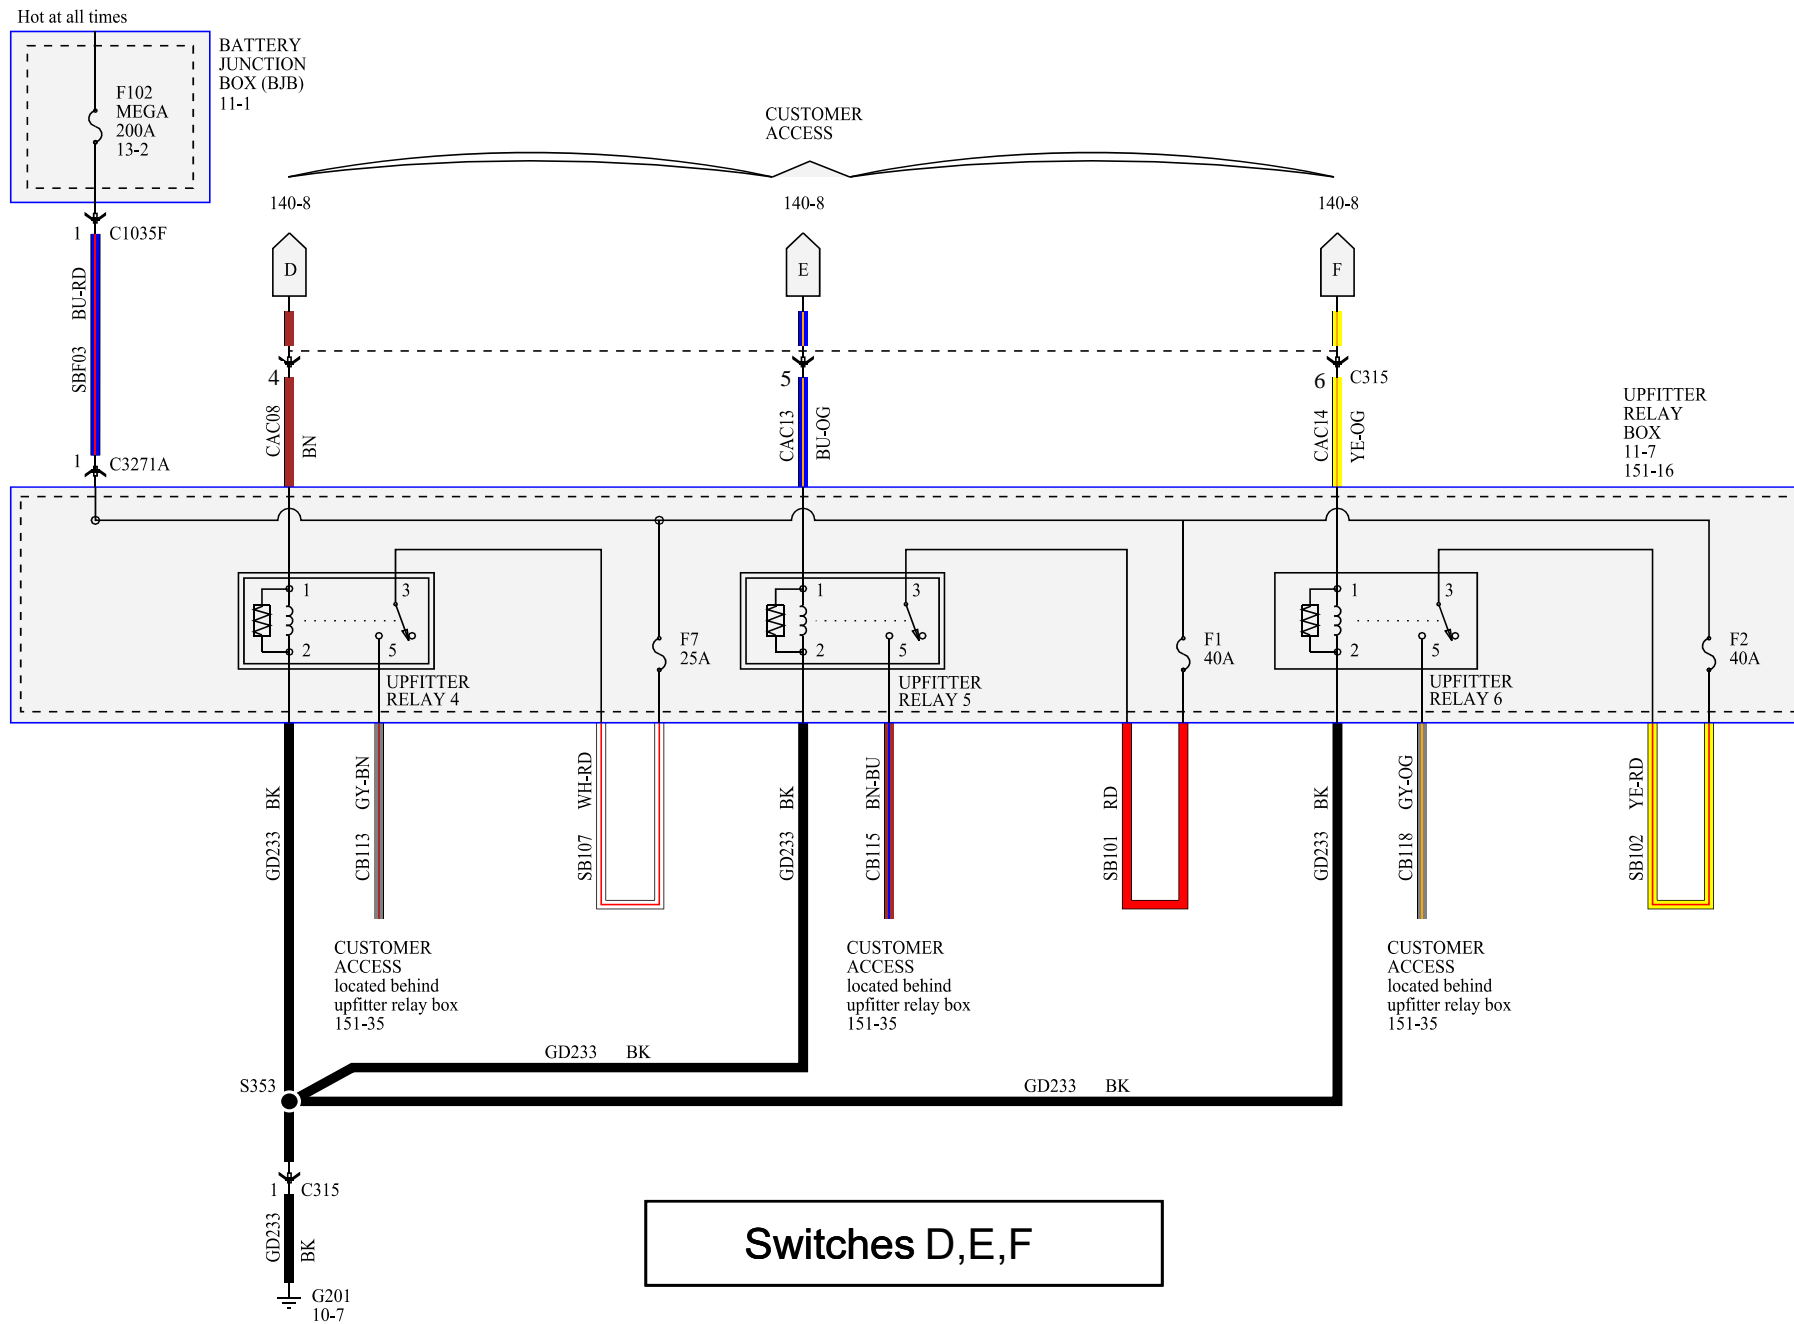 Hot at all times
BATTERY
JUNCTION
BOX (BJB)
11-1
F102
MEGA
200A
13-2
CUSTOMER
ACCESS
140-8
140-8
140-8
1
C1035F
D
E
F
BU-RD
SBF03
4
5
6
C315
CAC08
BN
CAC13
BU-OG
CAC14
YE-OG
UPFITTER
RELAY
BOX
11-7
151-16
1
C3271A
1
3
2
5
UPFITTER
RELAY 4
F7
25A
1
3
2
5
UPFITTER
RELAY 5
F1
40A
1
3
2
5
UPFITTER
RELAY 6
F2
40A
BK
GD233
GY-BN
CB113
WH-RD
SB107
BK
GD233
BN-BU
CB115
RD
SB101
BK
GD233
GY-OG
CB118
YE-RD
SB102
CUSTOMER
ACCESS
located behind
upfitter relay box
151-35
CUSTOMER
ACCESS
located behind
upfitter relay box
151-35
CUSTOMER
ACCESS
located behind
upfitter relay box
151-35
GD233 BK
S353
GD233 BK
1
C315
GD233
BK
G201
10-7
Switches D,E,F